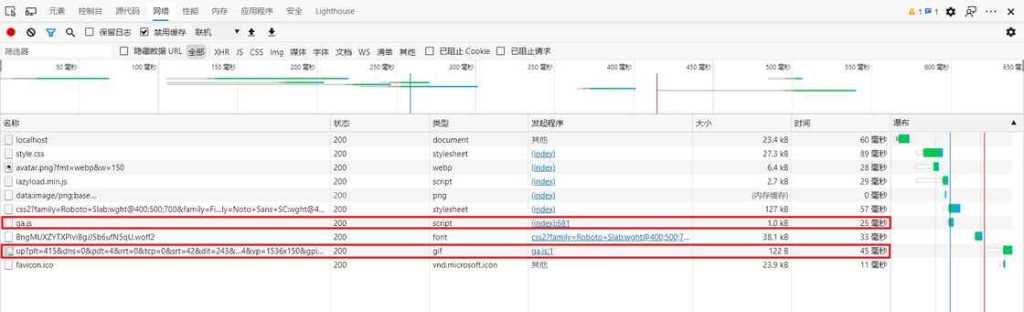 元素 控制台 源代码 网络 性能 内存 应用程序 安全 Lighthouse 1 1
保留日志 禁用缓存 联机
筛选器 隐藏数据 URL 全部 XHR JS CSS Img 媒体 字体 文档 WS 清单 其他 已阻止 Cookie 已阻止请求
50 毫秒 100 毫秒 150 毫秒 200 毫秒 250 毫秒 300 毫秒 350 毫秒 400 毫秒 450 毫秒 500 毫秒 550 毫秒 600 毫秒 650 毫秒
名称 状态 类型 发起程序 大小 时间 瀑布
localhost 200 document 其他 23.4 kB 60 毫秒
style.css 200 stylesheet (index) 27.3 kB 89 毫秒
avatar.png?fmt=webp&w=150 200 webp (index) 6.4 kB 28 毫秒
lazyload.min.js 200 script (index) 2.7 kB 29 毫秒
data:image/png;base... 200 png (index) (内存缓存) 0 毫秒
css2?family=Roboto+Slab:wght@400;500;700&family=Fi...ly=Noto+Sans+SC:wght@4... 200 stylesheet (index) 127 kB 57 毫秒
ga.js 200 script (index):681 1.0 kB 25 毫秒
200 font css2?family=Roboto+Slab:wght@400;500;7... 38.1 kB 33 毫秒
up?plt=415&dns=0&pdt=4&rrt=0&tcp=0&srt=42&dit=243&...4&vp=1536x150&gpi... 200 gif ga.js:1 122 B 45 毫秒
favicon.ico 200 vnd.microsoft.icon 其他 23.9 kB 11 毫秒